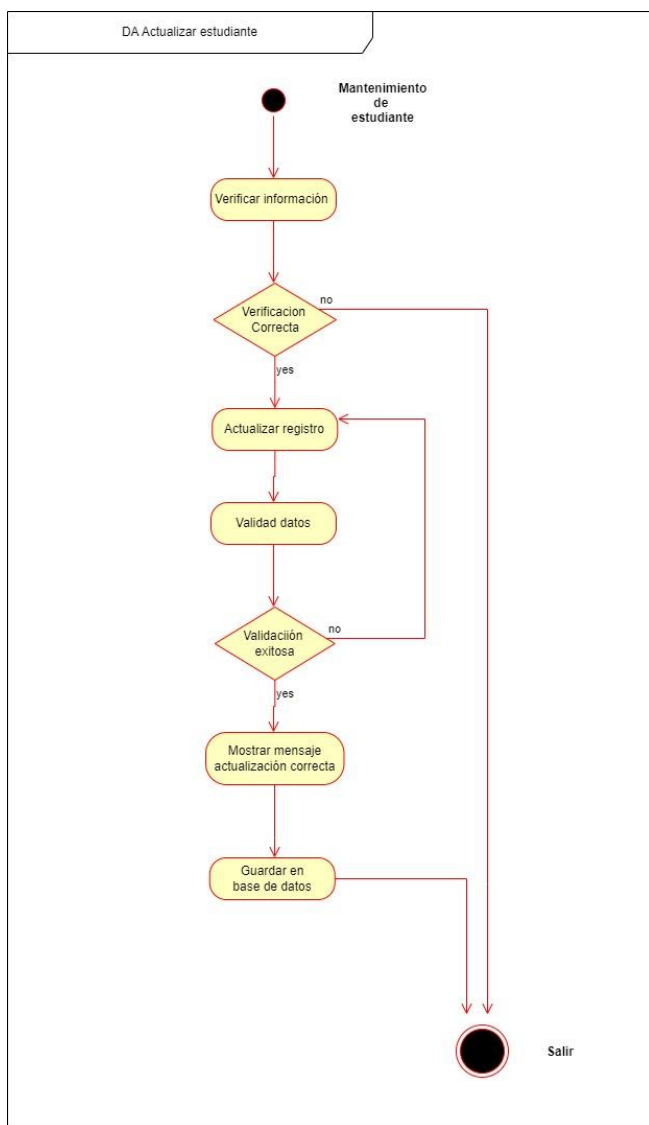 DA Actualizar estudiante
Mantenimiento
de
estudiante
Verificar información
Verificacion
Correcta
no
yes
Actualizar registro
Validad datos
Validaciión
exitosa
no
yes
Mostrar mensaje
actualización correcta
Guardar en
base de datos
Salir